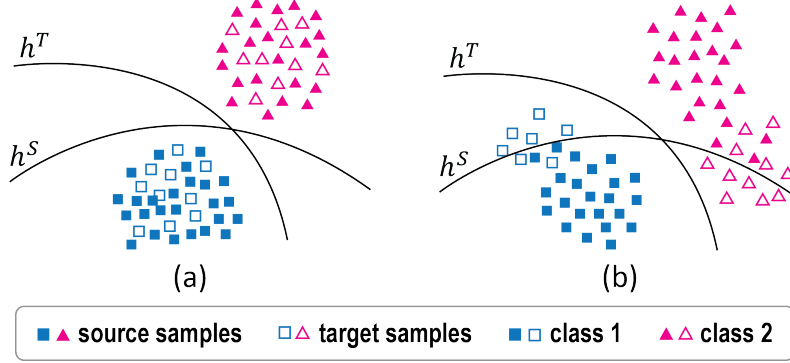 h^T
h^S
(a)
h^T
h^S
(b)
source samples target samples class 1 class 2